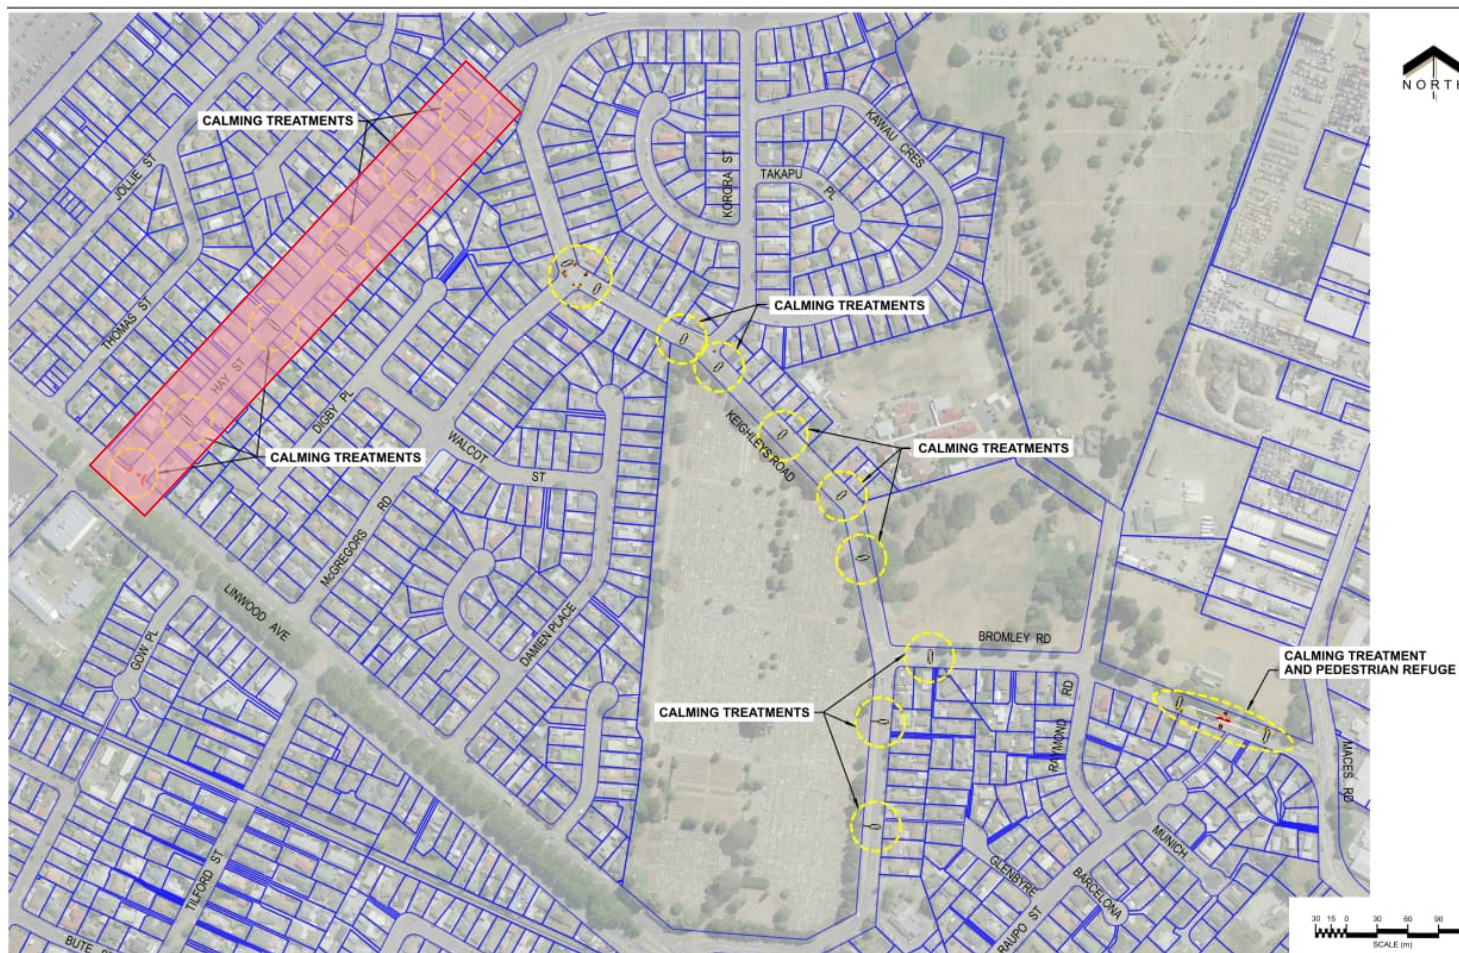 NORTH
CALMING TREATMENTS
JOLLIE ST
KAWAU CRES
TAKAPU
PL
KORORA ST
THOMAS ST
CALMING TREATMENTS
HAY ST
DIGBY PL
KEIGHLEYS ROAD
CALMING TREATMENTS
CALMING TREATMENTS
WALCOT
ST
McGREGORS RD
LINWOOD AVE
GOW PL
DAMIEN PLACE
BROMLEY RD
CALMING TREATMENT
AND PEDESTRIAN REFUGE
CALMING TREATMENTS
RAYMOND RD
MACES RD
MUNICH
GLENBYRE
BARCELONA
TILFORD ST
RAUPO ST
BUTE
30 15 0 30 60 90
SCALE (m)